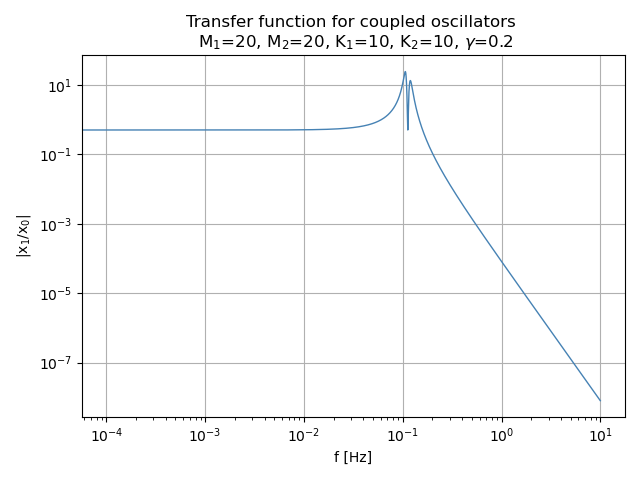 Transfer function for coupled oscillators
M₁=20, M₂=20, K₁=10, K₂=10, γ=0.2
|x₁/x₀|
10¹
10⁻¹
10⁻³
10⁻⁵
10⁻⁷
10⁻⁴ 10⁻³ 10⁻² 10⁻¹ 10⁰ 10¹
f [Hz]